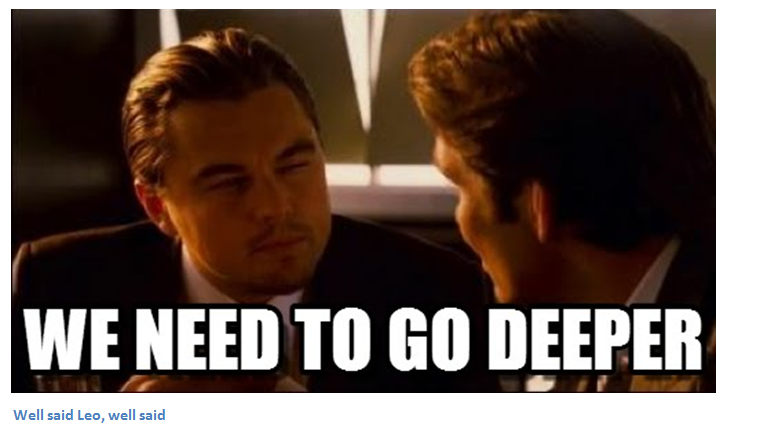 WE NEED TO GO DEEPER
Well said Leo, well said